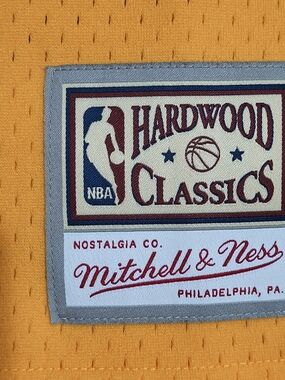 HARDWOOD
NBA
CLASSICS
NOSTALGIA CO.
Mitchell & Ness
PHILADELPHIA, PA.